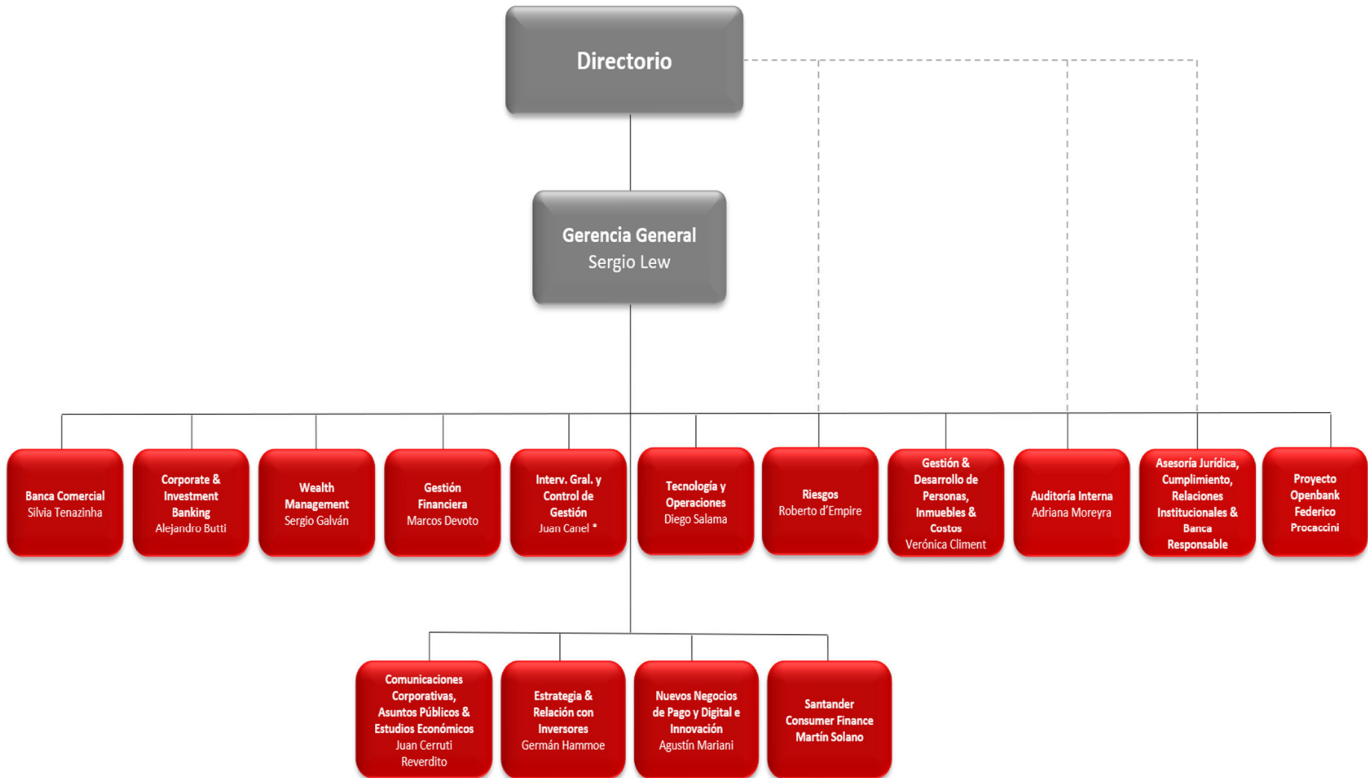 Directorio
Gerencia General
Sergio Lew
Banca Comercial
Silvia Tenazinha
Corporate &
Investment
Banking
Alejandro Butti
Wealth
Management
Sergio Galván
Gestión
Financiera
Marcos Devoto
Interv. Gral. y
Control de
Gestión
Juan Canel *
Tecnología y
Operaciones
Diego Salama
Riesgos
Roberto d’Empire
Gestión &
Desarrollo de
Personas,
Inmuebles &
Costos
Verónica Climent
Auditoría Interna
Adriana Moreyra
Asesoría Jurídica,
Cumplimiento,
Relaciones
Institucionales &
Banca
Responsable
Proyecto
Openbank
Federico
Procaccini
Comunicaciones
Corporativas,
Asuntos Públicos &
Estudios Económicos
Juan Cerruti
Reverdito
Estrategia &
Relación con
Inversores
Germán Hammoe
Nuevos Negocios
de Pago y Digital e
Innovación
Agustín Mariani
Santander
Consumer Finance
Martín Solano